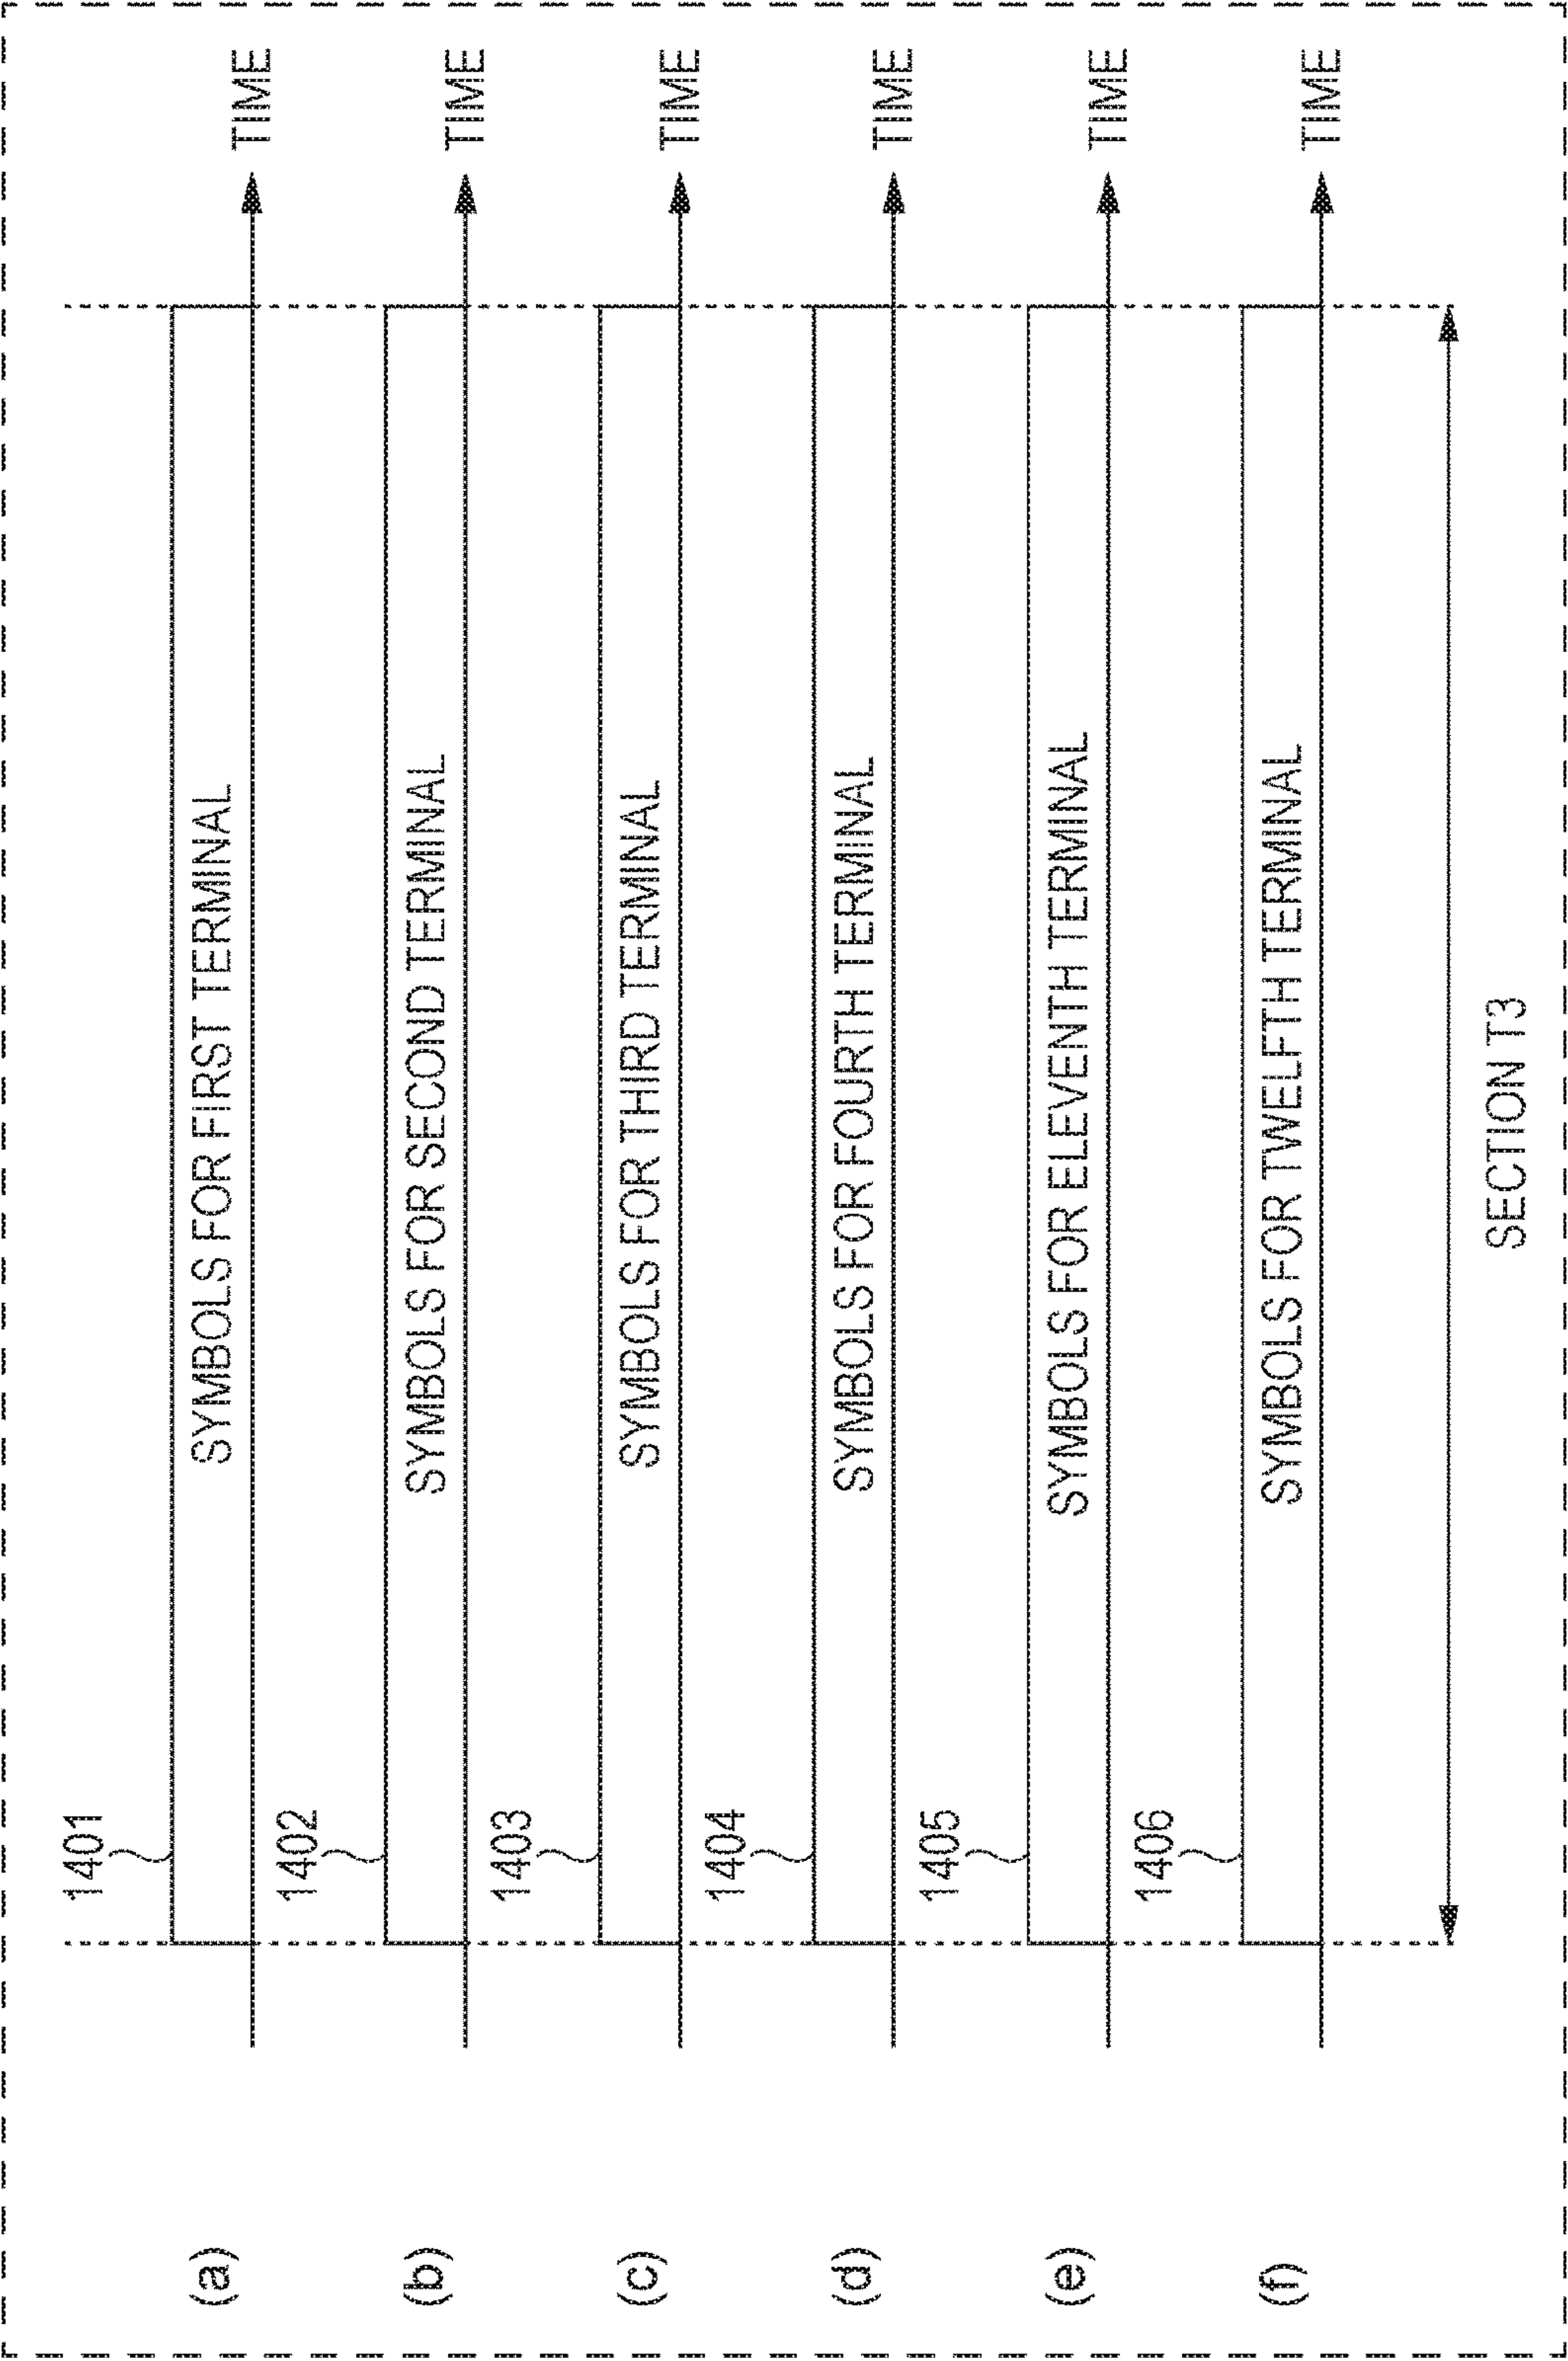 1401
(a) SYMBOLS FOR FIRST TERMINAL TIME
1402
(b) SYMBOLS FOR SECOND TERMINAL TIME
1403
(c) SYMBOLS FOR THIRD TERMINAL TIME
1404
(d) SYMBOLS FOR FOURTH TERMINAL TIME
1405
(e) SYMBOLS FOR ELEVENTH TERMINAL TIME
1406
(f) SYMBOLS FOR TWELFTH TERMINAL TIME
SECTION T3